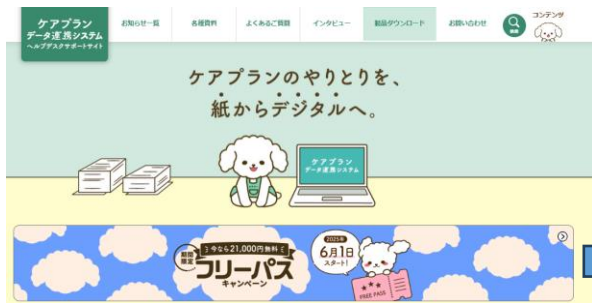 ケアプラン
データ連携システム
ヘルプデスクサポートサイト
お知らせ一覧
各種資料
よくあるご質問
インタビュー
製品ダウンロード
お問い合わせ
検索
コンテンツ
ケアプランのやりとりを、
紙からデジタルへ。
ケアプラン
データ連携システム
期間
限定
今なら21,000円無料
フリーパス
キャンペーン
2025年
6月1日
スタート!
FREE PASS